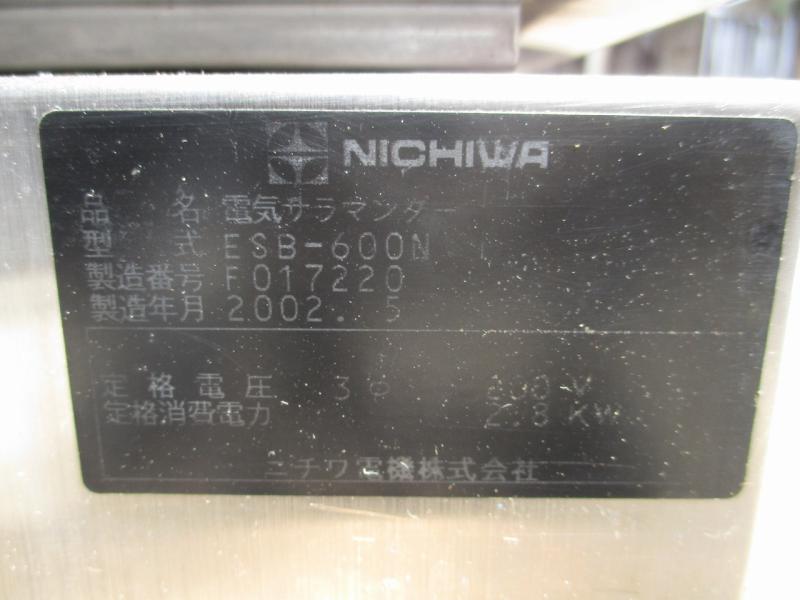 NICHIWA
品 名 電気サラマンダー
型 式 ESB-600N
製造番号 F017220
製造年月 2002. 5
定格電圧 3φ 200 V
定格消費電力 2.8 KW
ニチワ電機株式会社